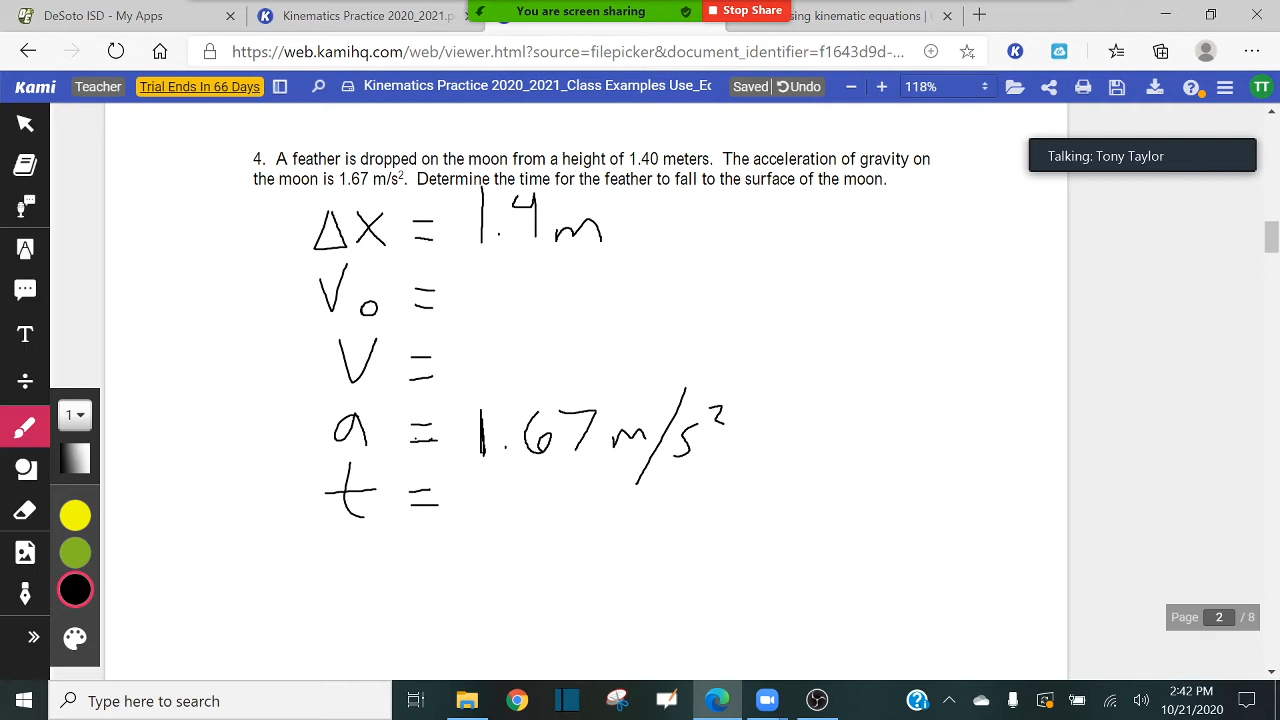 Portal5 - My Apps
Kinematics Practice 2020_2021.p
You are screen sharing
Stop Share
sing kinematic equations (
https://web.kamihq.com/web/viewer.html?source=filepicker&document_identifier=f1643d9d-...
Kami
Teacher
Trial Ends In 66 Days
Kinematics Practice 2020_2021_Class Examples Use_Ec
Saved
Undo
118%
TT
Talking: Tony Taylor
4. A feather is dropped on the moon from a height of 1.40 meters. The acceleration of gravity on
the moon is 1.67 m/s². Determine the time for the feather to fall to the surface of the moon.
Δx = 1.4 m
V₀ =
V =
a = 1.67 m/s²
t =
1
Page 2 / 8
Type here to search
2:42 PM
10/21/2020